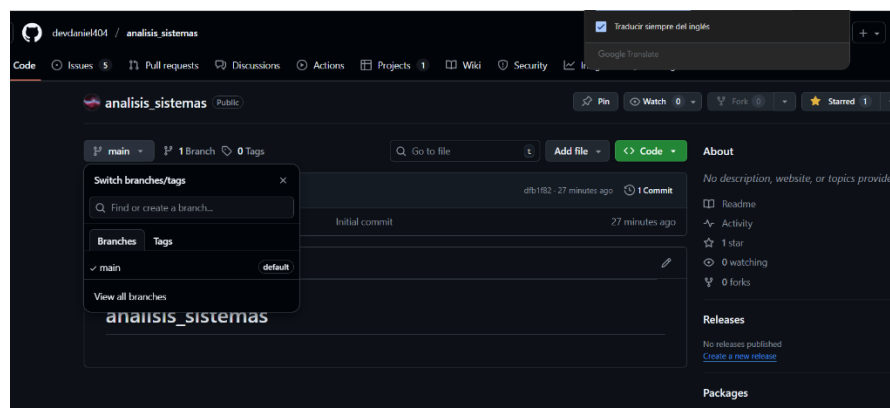 devdaniel404 / analisis_sistemas
Traducir siempre del inglés
Google Translate
Code Issues 5 Pull requests Discussions Actions Projects 1 Wiki Security
analisis_sistemas Public
Pin Watch 0 Fork 0 Starred 1
main 1 Branch 0 Tags
Go to file t Add file <> Code
About
Switch branches/tags
No description, website, or topics provide
Find or create a branch...
dfb1f82 · 27 minutes ago 1 Commit
Initial commit 27 minutes ago
Readme
Activity
Branches Tags
1 star
main default
0 watching
0 forks
View all branches
analisis_sistemas
Releases
No releases published
Create a new release
Packages